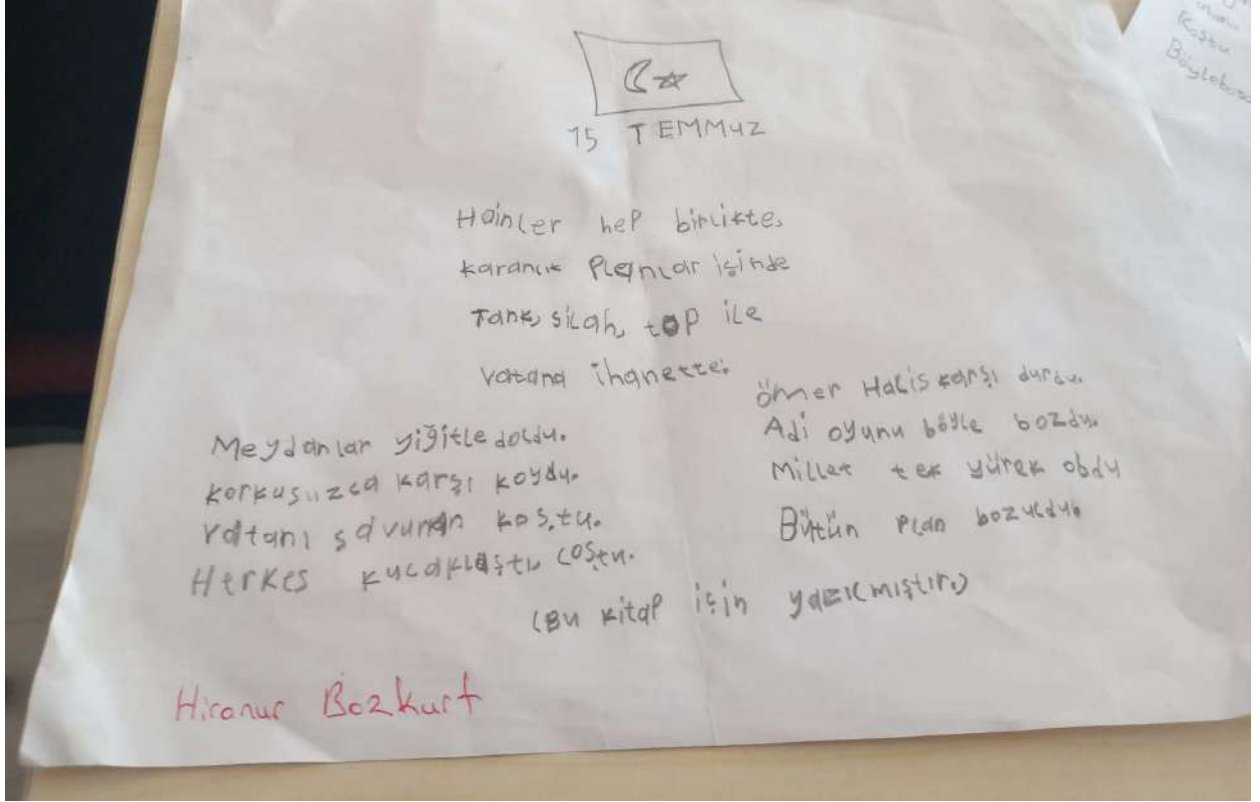 15 TEMMUZ
Hainler hep birlikte,
karanlık Planlar içinde
Tank, silah, top ile
vatana ihanette.
Meydanlar yiğitle doldu.
korkusuzca karşı koydu.
vatanı savunan koştu.
Herkes kucaklaştı, coştu.
ömer Halis karşı durdu.
Adi oyunu böyle bozdu.
Millet tek yürek oldu
Bütün Plan bozuldu.
(Bu kitap için yazılmıştır.)
Hiranur Bozkurt
Koştu